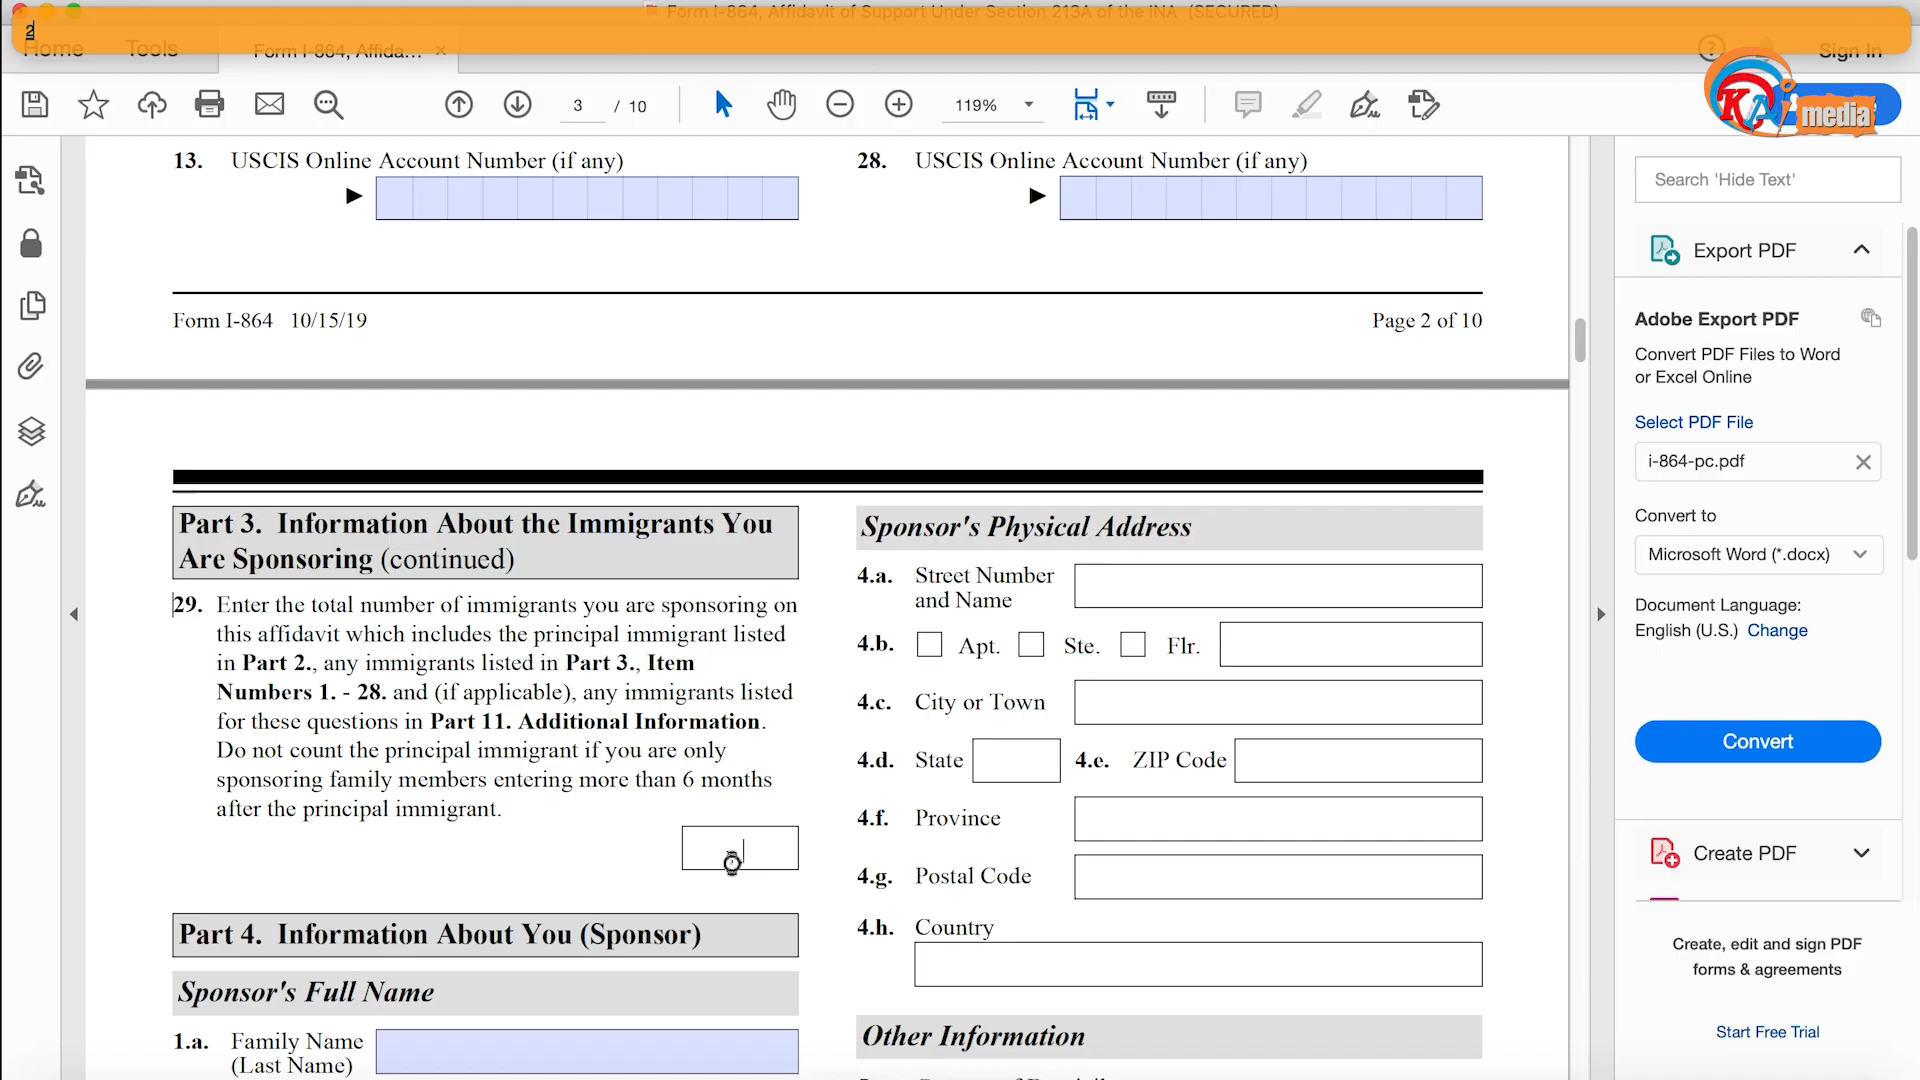 Form I-864, Affidavit of Support Under Section 213A of the INA (SECURED)
2
Home
Tools
Form I-864, Affida...
×
?
Sign In
3 / 10
119%
KAI media
13. USCIS Online Account Number (if any)
28. USCIS Online Account Number (if any)
Form I-864 10/15/19
Page 2 of 10
Part 3. Information About the Immigrants You
Are Sponsoring (continued)
29. Enter the total number of immigrants you are sponsoring on
this affidavit which includes the principal immigrant listed
in Part 2., any immigrants listed in Part 3., Item
Numbers 1. - 28. and (if applicable), any immigrants listed
for these questions in Part 11. Additional Information.
Do not count the principal immigrant if you are only
sponsoring family members entering more than 6 months
after the principal immigrant.
Part 4. Information About You (Sponsor)
Sponsor's Full Name
1.a. Family Name
(Last Name)
Sponsor's Physical Address
4.a. Street Number
and Name
4.b. Apt. Ste. Flr.
4.c. City or Town
4.d. State 4.e. ZIP Code
4.f. Province
4.g. Postal Code
4.h. Country
Other Information
Search 'Hide Text'
Export PDF
Adobe Export PDF
Convert PDF Files to Word
or Excel Online
Select PDF File
i-864-pc.pdf
Convert to
Microsoft Word (*.docx)
Document Language:
English (U.S.) Change
Convert
Create PDF
Create, edit and sign PDF
forms & agreements
Start Free Trial